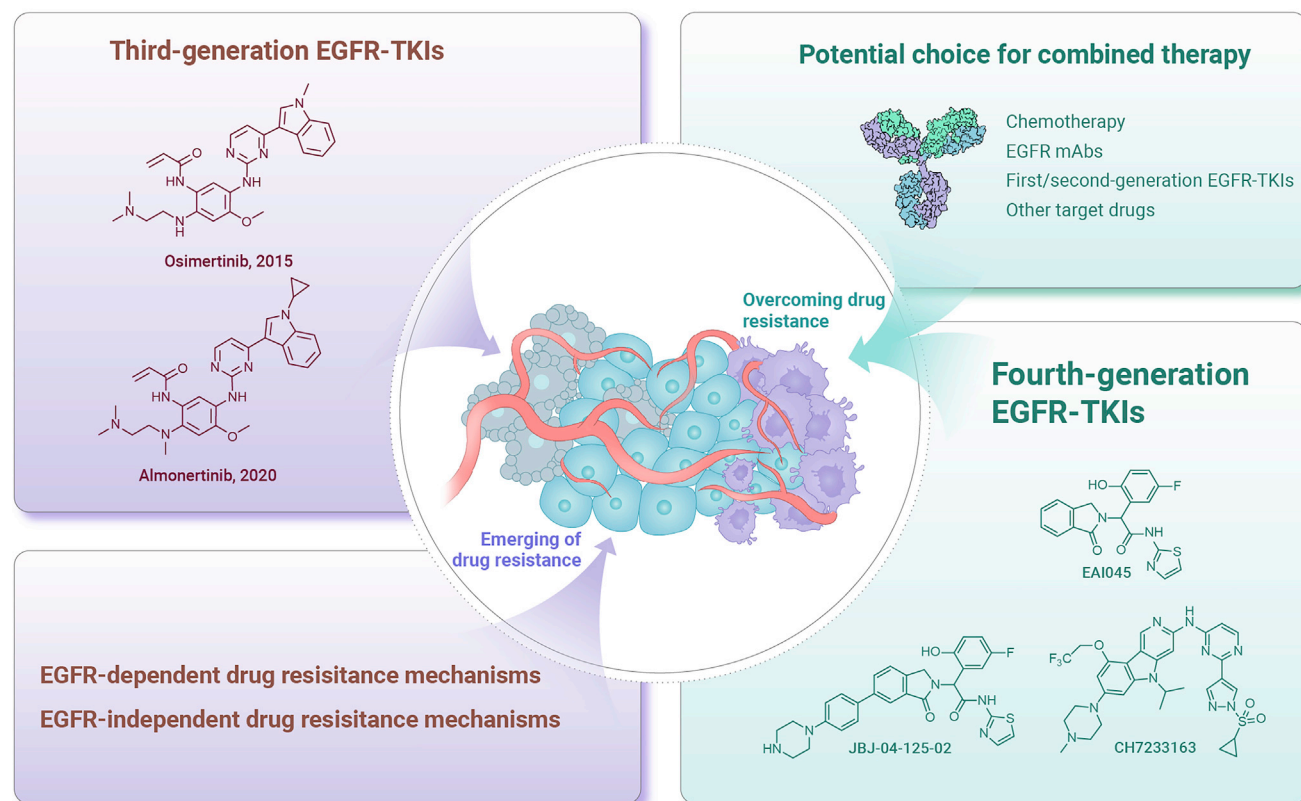 Third-generation EGFR-TKIs
Osimertinib, 2015
Almonertinib, 2020
Potential choice for combined therapy
Chemotherapy
EGFR mAbs
First/second-generation EGFR-TKIs
Other target drugs
Overcoming drug
resistance
Emerging of
drug resistance
EGFR-dependent drug resisitance mechanisms
EGFR-independent drug resisitance mechanisms
Fourth-generation
EGFR-TKIs
EAI045
JBJ-04-125-02
CH7233163